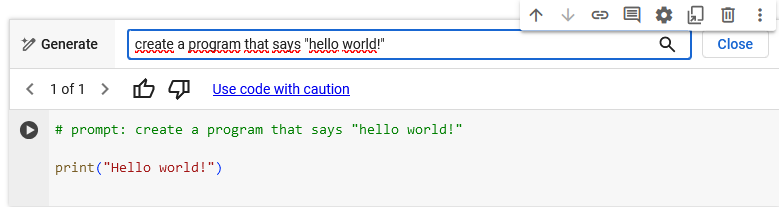 Generate
create a program that says "hello world!"
Close
1 of 1
Use code with caution
# prompt: create a program that says "hello world!"
print("Hello world!")